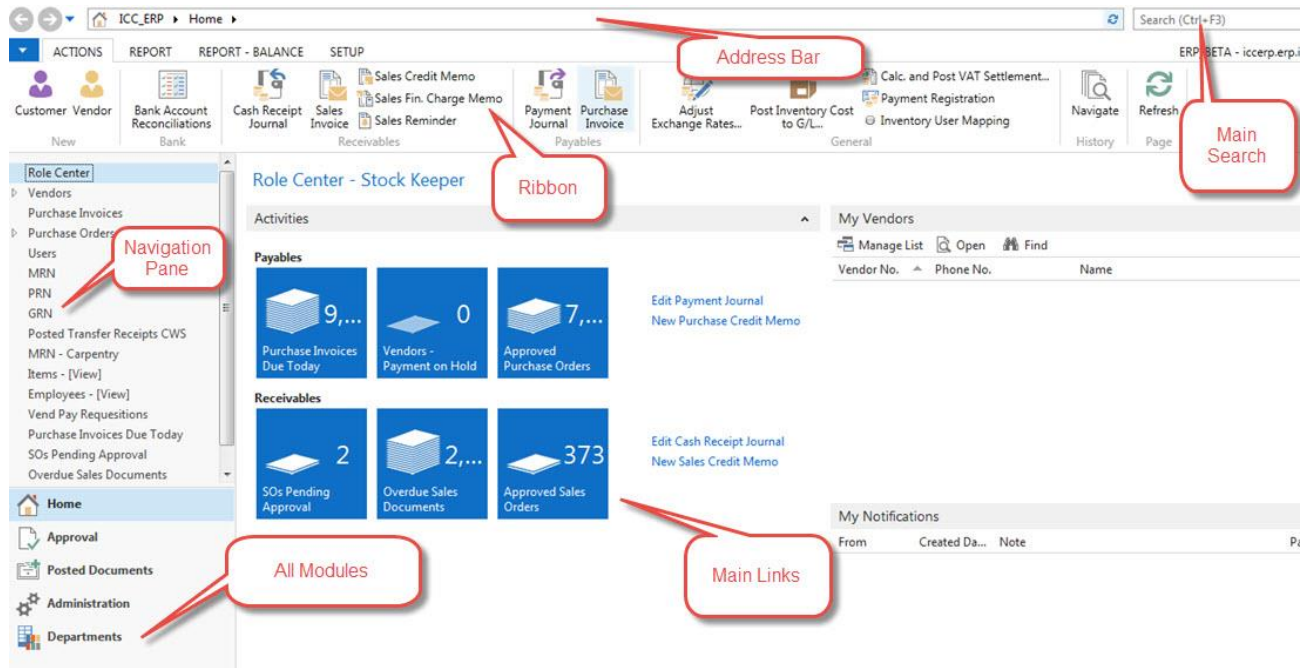 ICC_ERP Home
Search (Ctrl+F3)
Address Bar
ACTIONS REPORT REPORT - BALANCE SETUP
ERP BETA - iccerp.erp.i
Customer Vendor
New
Bank Account
Reconciliations
Bank
Cash Receipt
Journal
Sales
Invoice
Sales Credit Memo
Sales Fin. Charge Memo
Sales Reminder
Receivables
Payment
Journal
Purchase
Invoice
Payables
Adjust
Exchange Rates...
Post Inventory Cost
to G/L...
Calc. and Post VAT Settlement...
Payment Registration
Inventory User Mapping
General
Navigate
History
Refresh
Page
Main
Search
Ribbon
Role Center
Vendors
Purchase Invoices
Purchase Orders
Users
MRN
PRN
GRN
Posted Transfer Receipts CWS
MRN - Carpentry
Items - [View]
Employees - [View]
Vend Pay Requesitions
Purchase Invoices Due Today
SOs Pending Approval
Overdue Sales Documents
Navigation
Pane
Home
Approval
Posted Documents
Administration
Departments
All Modules
Role Center - Stock Keeper
Activities
Payables
9,...
Purchase Invoices
Due Today
0
Vendors -
Payment on Hold
7,...
Approved
Purchase Orders
Edit Payment Journal
New Purchase Credit Memo
Receivables
2
SOs Pending
Approval
2,...
Overdue Sales
Documents
373
Approved Sales
Orders
Edit Cash Receipt Journal
New Sales Credit Memo
Main Links
My Vendors
Manage List Open Find
Vendor No. Phone No. Name
My Notifications
From Created Da... Note Pa